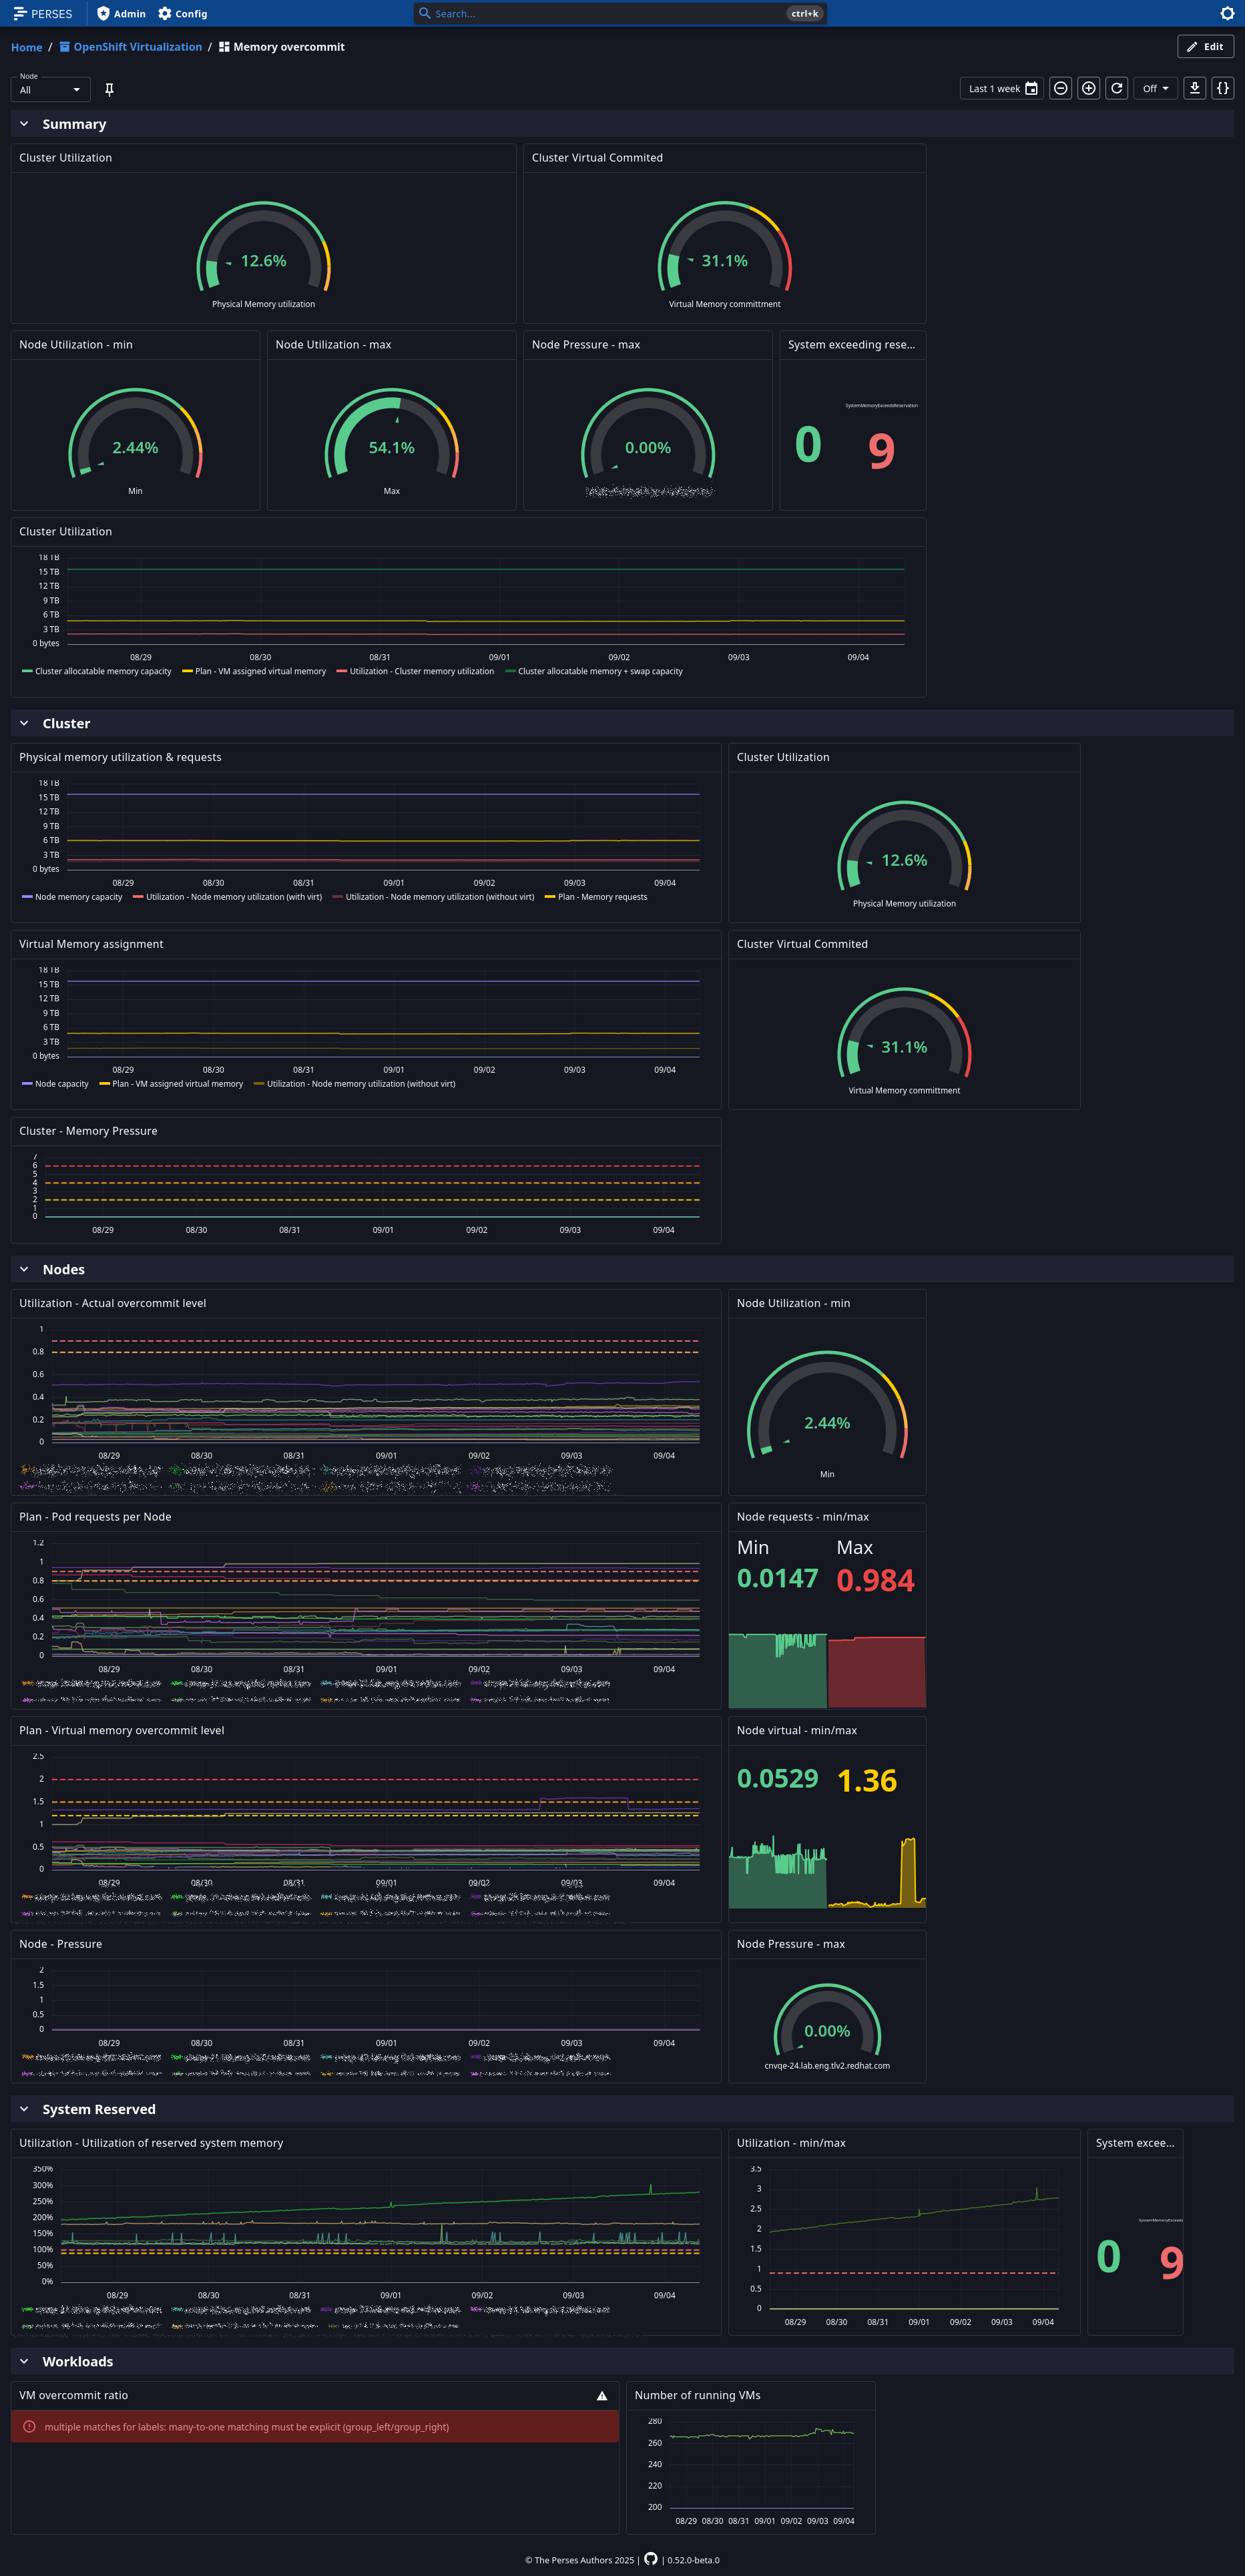 PERSES Admin Config Search... ctrl+k
Home / OpenShift Virtualization / Memory overcommit Edit
Node
All Last 1 week Off
Summary
Cluster Utilization Cluster Virtual Commited
12.6% 31.1%
Physical Memory utilization Virtual Memory committment
Node Utilization - min Node Utilization - max Node Pressure - max System exceeding rese...
SystemMemoryExceedsReservation
2.44% 54.1% 0.00% 0 9
Min Max
Cluster Utilization
18 TB
15 TB
12 TB
9 TB
6 TB
3 TB
0 bytes
08/29 08/30 08/31 09/01 09/02 09/03 09/04
Cluster allocatable memory capacity Plan - VM assigned virtual memory Utilization - Cluster memory utilization Cluster allocatable memory + swap capacity
Cluster
Physical memory utilization & requests
18 TB
15 TB
12 TB
9 TB
6 TB
3 TB
0 bytes
08/29 08/30 08/31 09/01 09/02 09/03 09/04
Node memory capacity Utilization - Node memory utilization (with virt) Utilization - Node memory utilization (without virt) Plan - Memory requests
Cluster Utilization
12.6%
Physical Memory utilization
Virtual Memory assignment
18 TB
15 TB
12 TB
9 TB
6 TB
3 TB
0 bytes
08/29 08/30 08/31 09/01 09/02 09/03 09/04
Node capacity Plan - VM assigned virtual memory Utilization - Node memory utilization (without virt)
Cluster Virtual Commited
31.1%
Virtual Memory committment
Cluster - Memory Pressure
7
6
5
4
3
2
1
0
08/29 08/30 08/31 09/01 09/02 09/03 09/04
Nodes
Utilization - Actual overcommit level
1
0.8
0.6
0.4
0.2
0
08/29 08/30 08/31 09/01 09/02 09/03 09/04
Node Utilization - min
2.44%
Min
Plan - Pod requests per Node
1.2
1
0.8
0.6
0.4
0.2
0
08/29 08/30 08/31 09/01 09/02 09/03 09/04
Node requests - min/max
Min Max
0.0147 0.984
Plan - Virtual memory overcommit level
2.5
2
1.5
1
0.5
0
08/29 08/30 08/31 09/01 09/02 09/03 09/04
Node virtual - min/max
0.0529 1.36
Node - Pressure
2
1.5
1
0.5
0
08/29 08/30 08/31 09/01 09/02 09/03 09/04
Node Pressure - max
0.00%
cnvqe-24.lab.eng.tlv2.redhat.com
System Reserved
Utilization - Utilization of reserved system memory
350%
300%
250%
200%
150%
100%
50%
0%
08/29 08/30 08/31 09/01 09/02 09/03 09/04
Utilization - min/max
3.5
3
2.5
2
1.5
1
0.5
0
08/29 08/30 08/31 09/01 09/02 09/03 09/04
System excee...
SystemMemoryExceeds
0 9
Workloads
VM overcommit ratio
multiple matches for labels: many-to-one matching must be explicit (group_left/group_right)
Number of running VMs
280
260
240
220
200
08/29 08/30 08/31 09/01 09/02 09/03 09/04
© The Perses Authors 2025 | | 0.52.0-beta.0